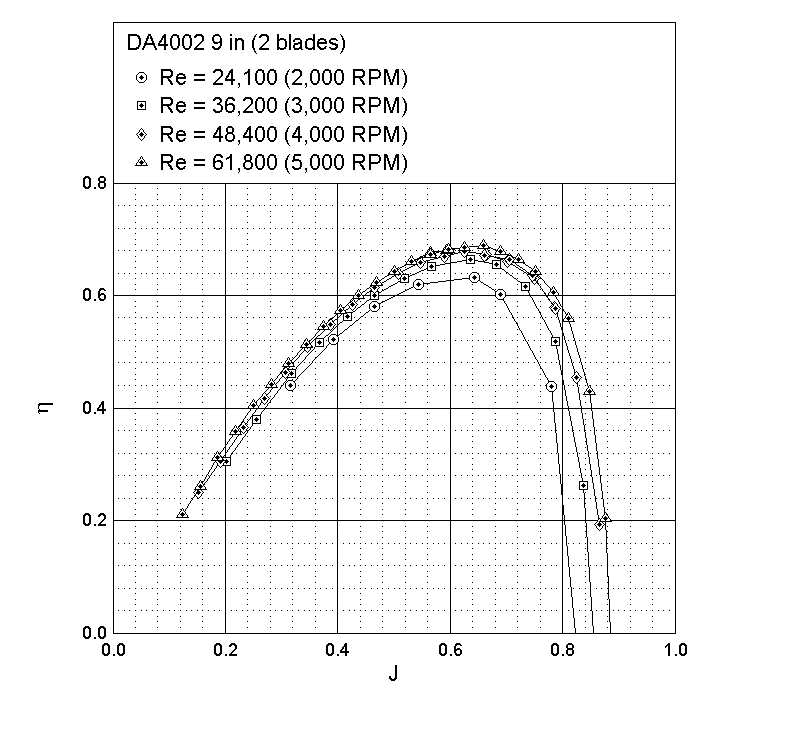 DA4002 9 in (2 blades)
Re = 24,100 (2,000 RPM)
Re = 36,200 (3,000 RPM)
Re = 48,400 (4,000 RPM)
Re = 61,800 (5,000 RPM)
0.8
0.6
η
0.4
0.2
0.0
0.0 0.2 0.4 0.6 0.8 1.0
J